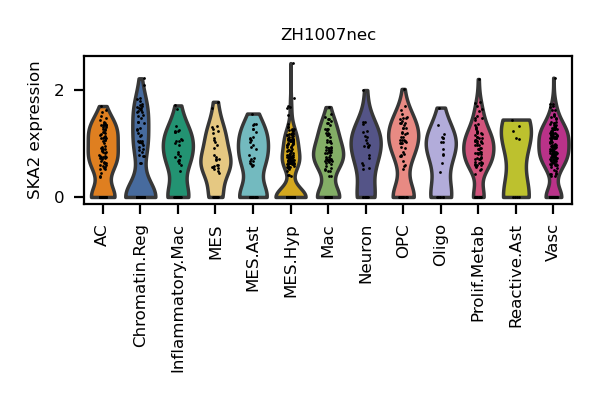 ZH1007nec
SKA2 expression
2
0
AC
Chromatin.Reg
Inflammatory.Mac
MES
MES.Ast
MES.Hyp
Mac
Neuron
OPC
Oligo
Prolif.Metab
Reactive.Ast
Vasc